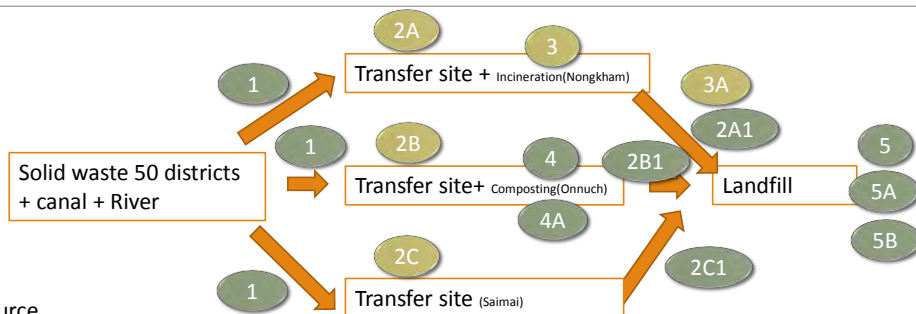 2A
3
Transfer site + Incineration(Nongkham)
1
3A
2A1
1
2B
4
2B1
5
Solid waste 50 districts
+ canal + River
Transfer site+ Composting(Onnuch)
Landfill
5A
4A
5B
2C
2C1
1
Transfer site (Saimai)